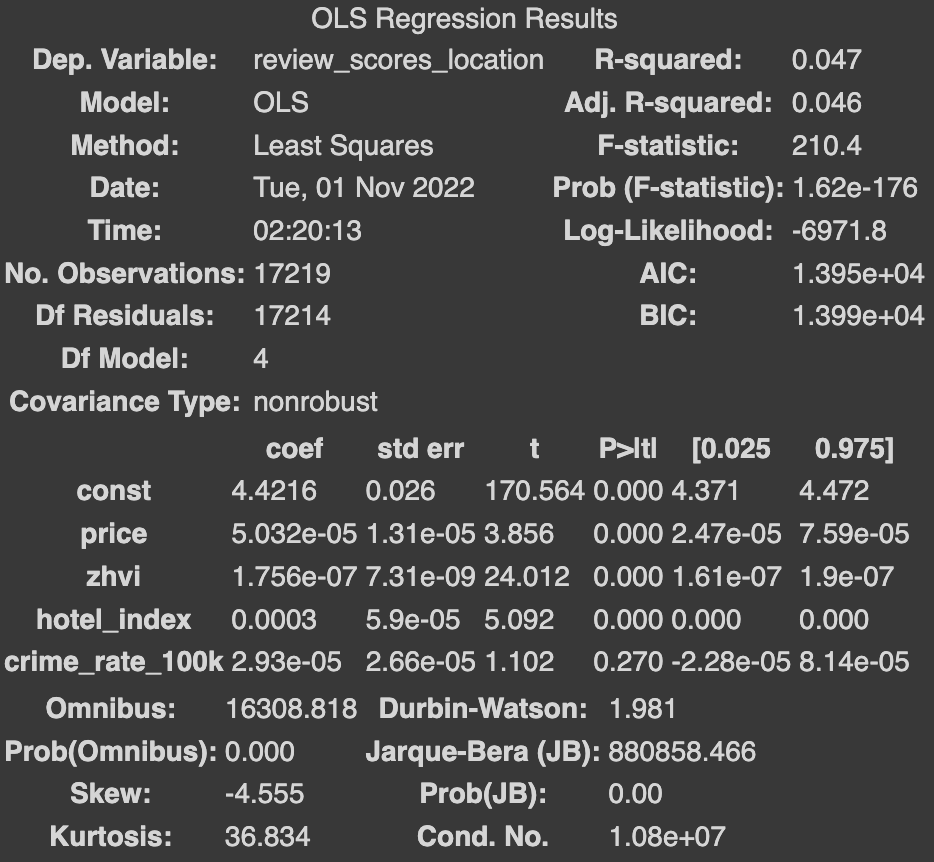 OLS Regression Results
Dep. Variable: review_scores_location R-squared: 0.047
Model: OLS Adj. R-squared: 0.046
Method: Least Squares F-statistic: 210.4
Date: Tue, 01 Nov 2022 Prob (F-statistic): 1.62e-176
Time: 02:20:13 Log-Likelihood: -6971.8
No. Observations: 17219 AIC: 1.395e+04
Df Residuals: 17214 BIC: 1.399e+04
Df Model: 4
Covariance Type: nonrobust
coef std err t P>|t| [0.025 0.975]
const 4.4216 0.026 170.564 0.000 4.371 4.472
price 5.032e-05 1.31e-05 3.856 0.000 2.47e-05 7.59e-05
zhvi 1.756e-07 7.31e-09 24.012 0.000 1.61e-07 1.9e-07
hotel_index 0.0003 5.9e-05 5.092 0.000 0.000 0.000
crime_rate_100k 2.93e-05 2.66e-05 1.102 0.270 -2.28e-05 8.14e-05
Omnibus: 16308.818 Durbin-Watson: 1.981
Prob(Omnibus): 0.000 Jarque-Bera (JB): 880858.466
Skew: -4.555 Prob(JB): 0.00
Kurtosis: 36.834 Cond. No. 1.08e+07